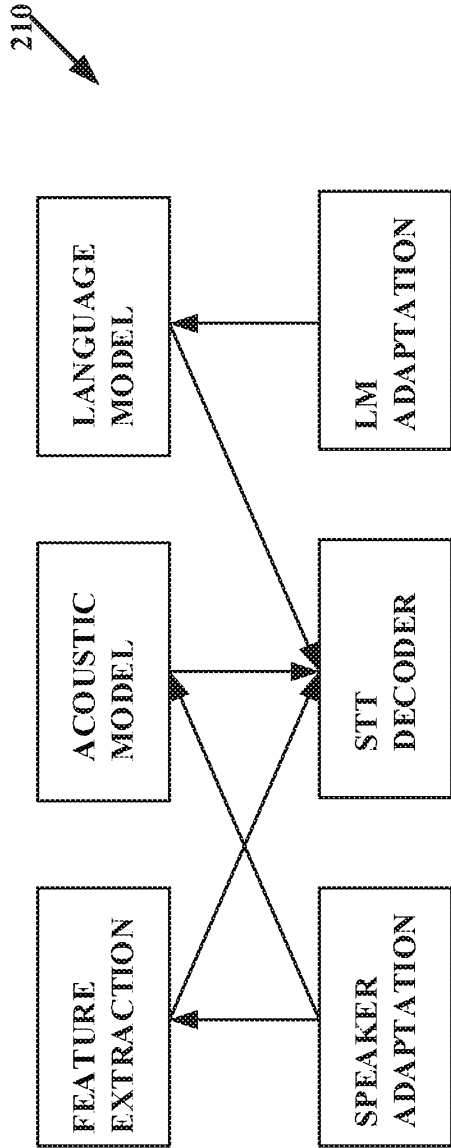 210
FEATURE
EXTRACTION
ACOUSTIC
MODEL
LANGUAGE
MODEL
SPEAKER
ADAPTATION
STT
DECODER
LM
ADAPTATION